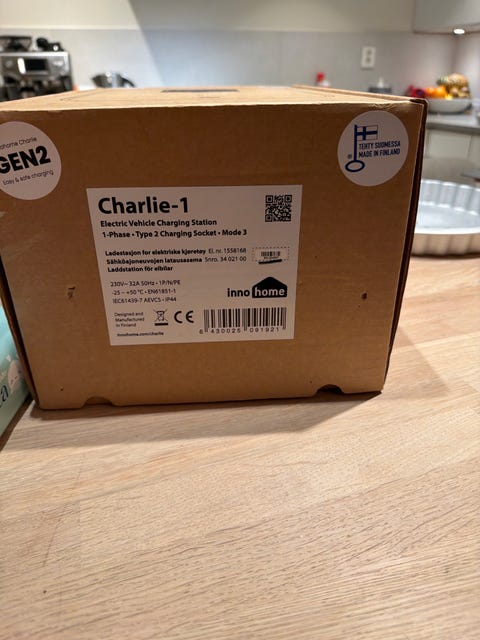 Charlie
GEN2
Easy & safe charging
TEHTY SUOMESSA
MADE IN FINLAND
Charlie-1
Electric Vehicle Charging Station
1-Phase • Type 2 Charging Socket • Mode 3
Ladestasjon for elektriske kjøretøy El. nr. 1558168
Sähköajoneuvojen latausasema Snro. 34 021 00
Laddstation för elbilar
230V~ 32A 50Hz • 1P/N/PE
-25 – +50 °C • EN61851-1
IEC61439-7 AEVCS • IP44
inno home
Designed and
Manufactured
in Finland
CE
innohome.com/charlie
6 430025 091921